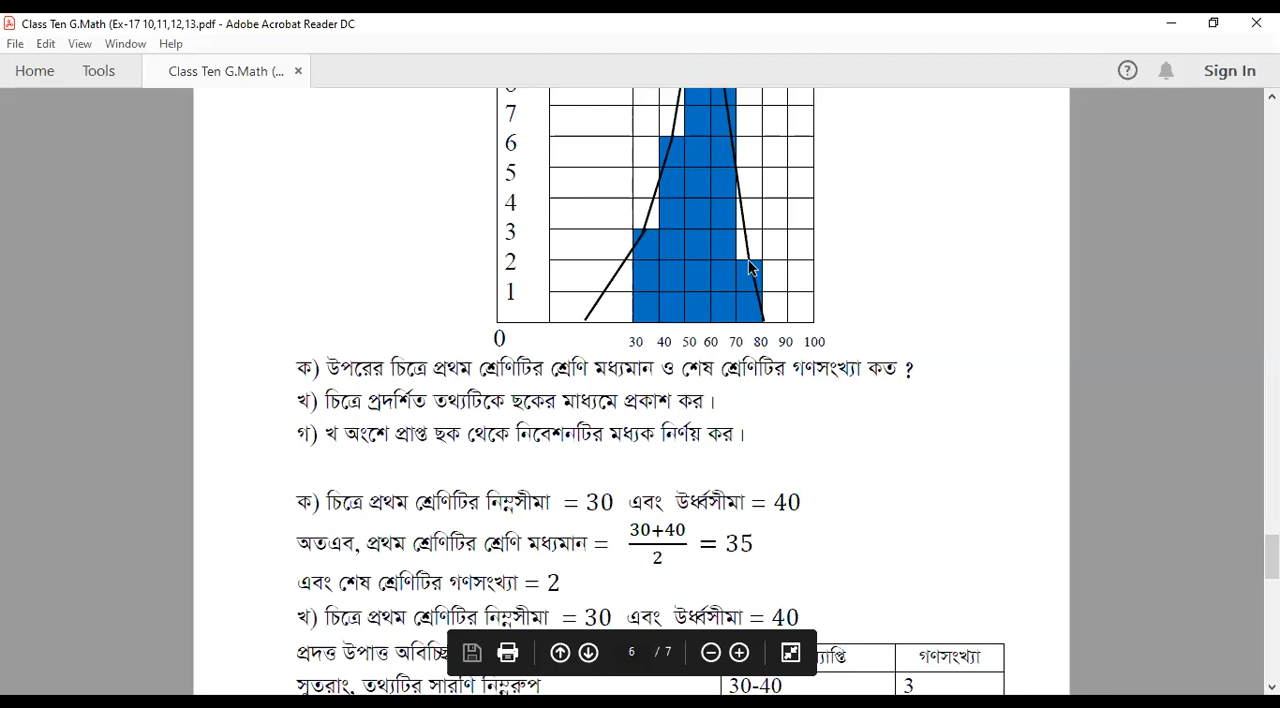 Class Ten G.Math (Ex-17 10,11,12,13.pdf - Adobe Acrobat Reader DC
File Edit View Window Help
Home Tools Class Ten G.Math (... × Sign In
7
6
5
4
3
2
1
0
30 40 50 60 70 80 90 100
ক) উপরের চিত্রে প্রথম শ্রেণিটির শ্রেণি মধ্যমান ও শেষ শ্রেণিটির গণসংখ্যা কত ?
খ) চিত্রে প্রদর্শিত তথ্যটিকে ছকের মাধ্যমে প্রকাশ কর।
গ) খ অংশে প্রাপ্ত ছক থেকে নিবেশনটির মধ্যক নির্ণয় কর।
ক) চিত্রে প্রথম শ্রেণিটির নিম্নসীমা = 30 এবং উর্ধ্বসীমা = 40
অতএব, প্রথম শ্রেণিটির শ্রেণি মধ্যমান = 30+40/2 = 35
এবং শেষ শ্রেণিটির গণসংখ্যা = 2
খ) চিত্রে প্রথম শ্রেণিটির নিম্নসীমা = 30 এবং উর্ধ্বসীমা = 40
প্রদত্ত উপাত্ত গণসংখ্যা
6 / 7
সুতরাং, তথ্যটির সারণি নিম্নরুপ 30-40 3